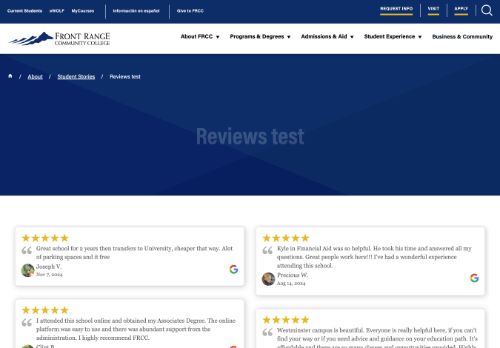 Current Students eWOLF MyCourses Información en español Give to FRCC REQUEST INFO VISIT APPLY
FRONT RANGE
COMMUNITY COLLEGE
About FRCC Programs & Degrees Admissions & Aid Student Experience Business & Community
/ About / Student Stories / Reviews test
Reviews test
Great school for 2 years then transfers to University, cheaper that way. Alot
of parking spaces and it free
Joseph V.
Nov 7, 2024
Kyle in Financial Aid was so helpful. He took his time and answered all my
questions. Great people work here!! I've had a wonderful experience
attending this school.
Precious W.
Aug 14, 2024
I attended this school online and obtained my Associates Degree. The online
platform was easy to use and there was abundant support from the
administration. I highly recommend FRCC.
Westminster campus is beautiful. Everyone is really helpful here, if you can't
find your way or if you need advice and guidance on your education path. It's